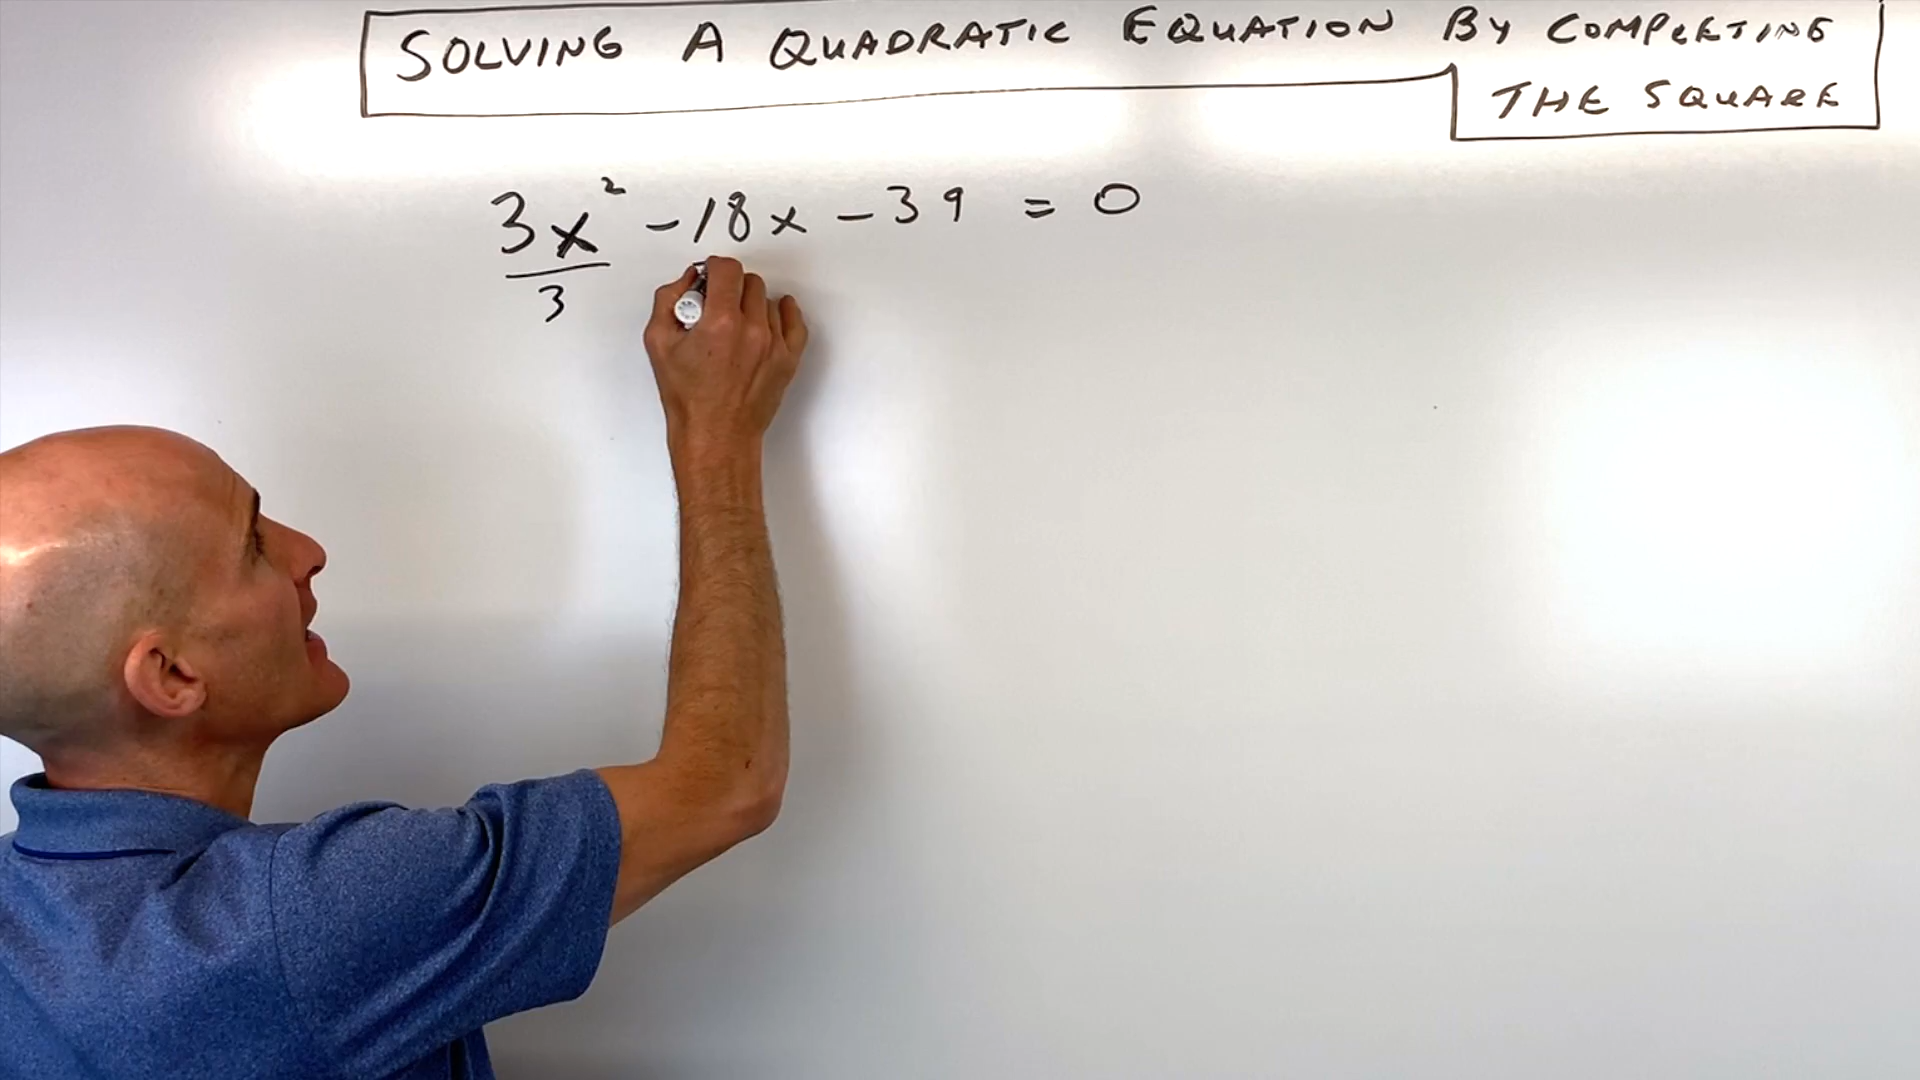 SOLVING A QUADRATIC EQUATION BY COMPLETING
THE SQUARE
3x² - 18x - 39 = 0
3